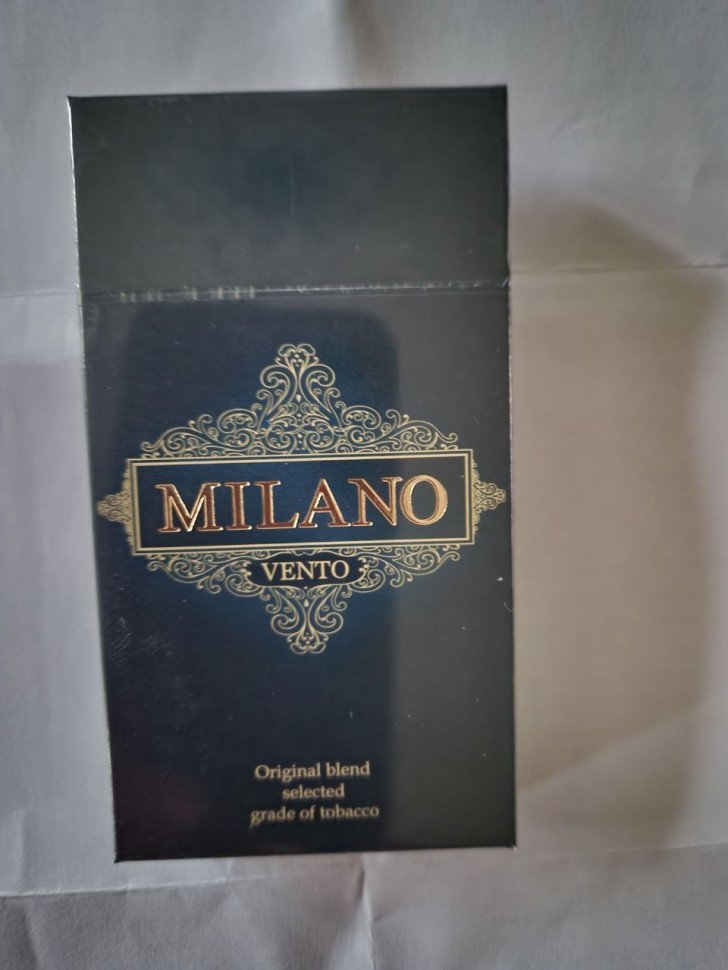 MILANO
VENTO
Original blend
selected
grade of tobacco